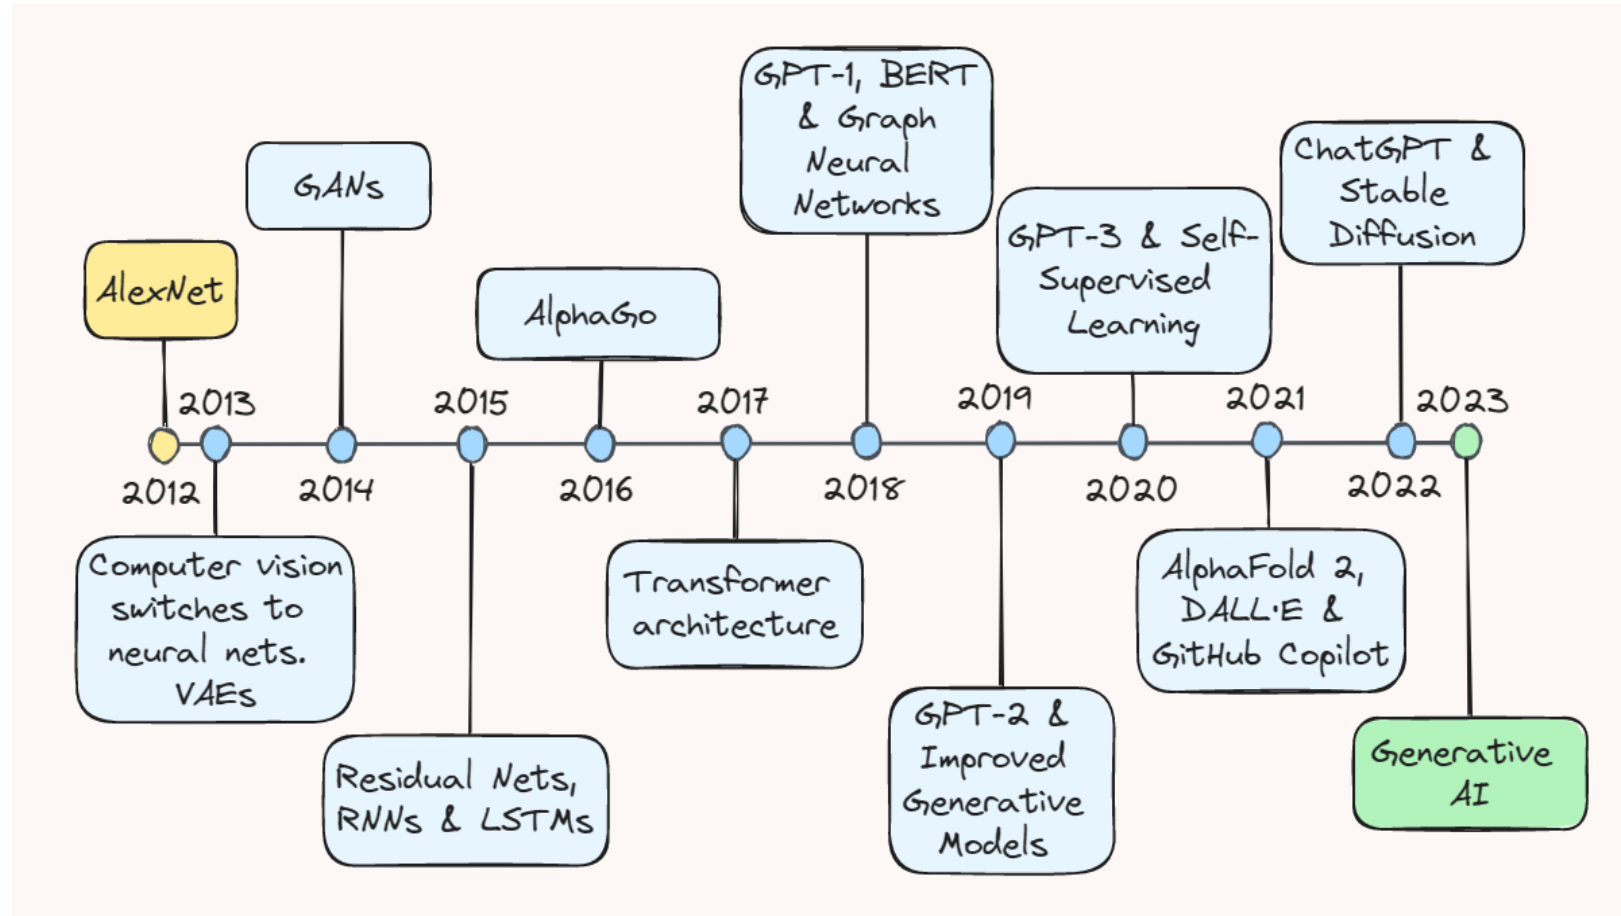 GPT-1, BERT
& Graph
Neural
Networks
ChatGPT &
Stable
Diffusion
GANs
GPT-3 & Self-
Supervised
Learning
AlexNet
AlphaGo
2013
2015
2017
2019
2021
2023
2012
2014
2016
2018
2020
2022
Computer vision
switches to
neural nets.
VAEs
Transformer
architecture
AlphaFold 2,
DALL·E &
GitHub Copilot
Residual Nets,
RNNs & LSTMs
GPT-2 &
Improved
Generative
Models
Generative
AI